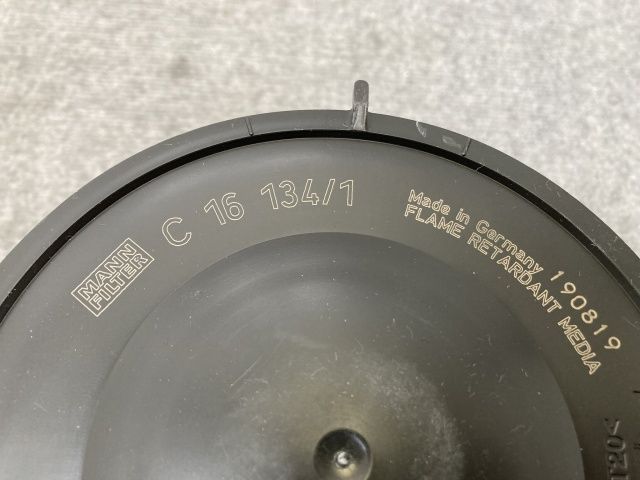 MANN
FILTER
C 16 134/1
Made in Germany 190819
FLAME RETARDANT MEDIA